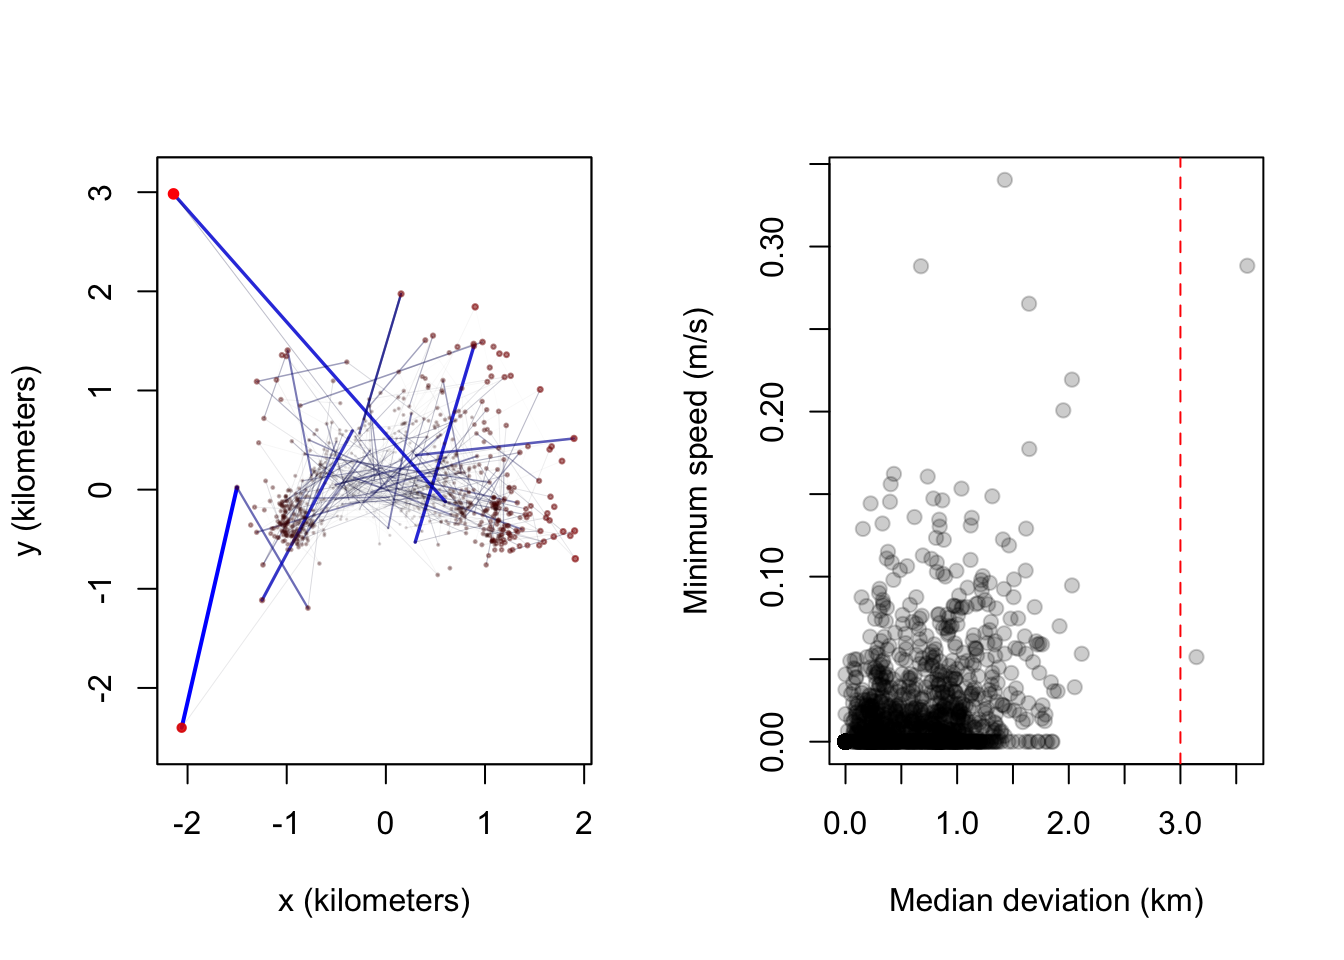 3
2
1
0
-1
-2
-2 -1 0 1 2
x (kilometers)
y (kilometers)
0.30
0.20
0.10
0.00
0.0 1.0 2.0 3.0
Median deviation (km)
Minimum speed (m/s)